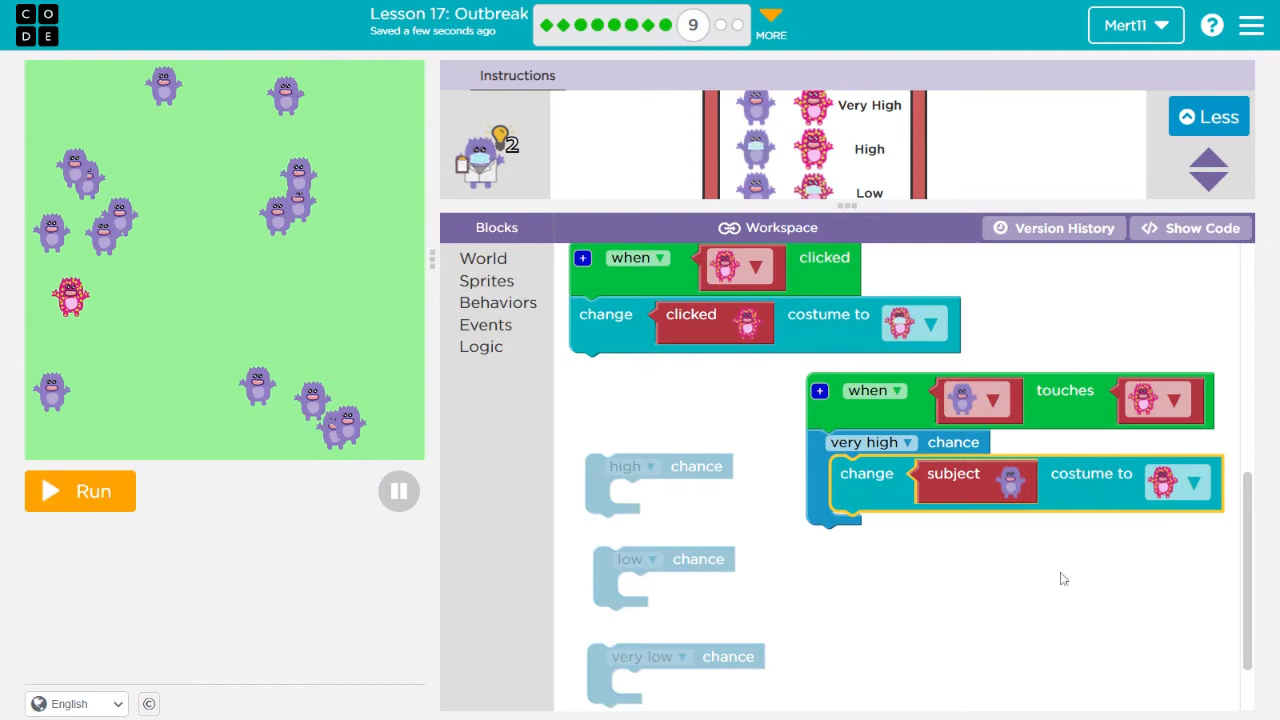 CO
DE
Lesson 17: Outbreak
Saved a few seconds ago
9
MORE
Mert11
?
Instructions
2
Very High
High
Low
Less
Blocks
Workspace
Version History
Show Code
World
Sprites
Behaviors
Events
Logic
when clicked
change clicked costume to
when touches
very high chance
change subject costume to
high chance
low chance
very low chance
Run
English
©